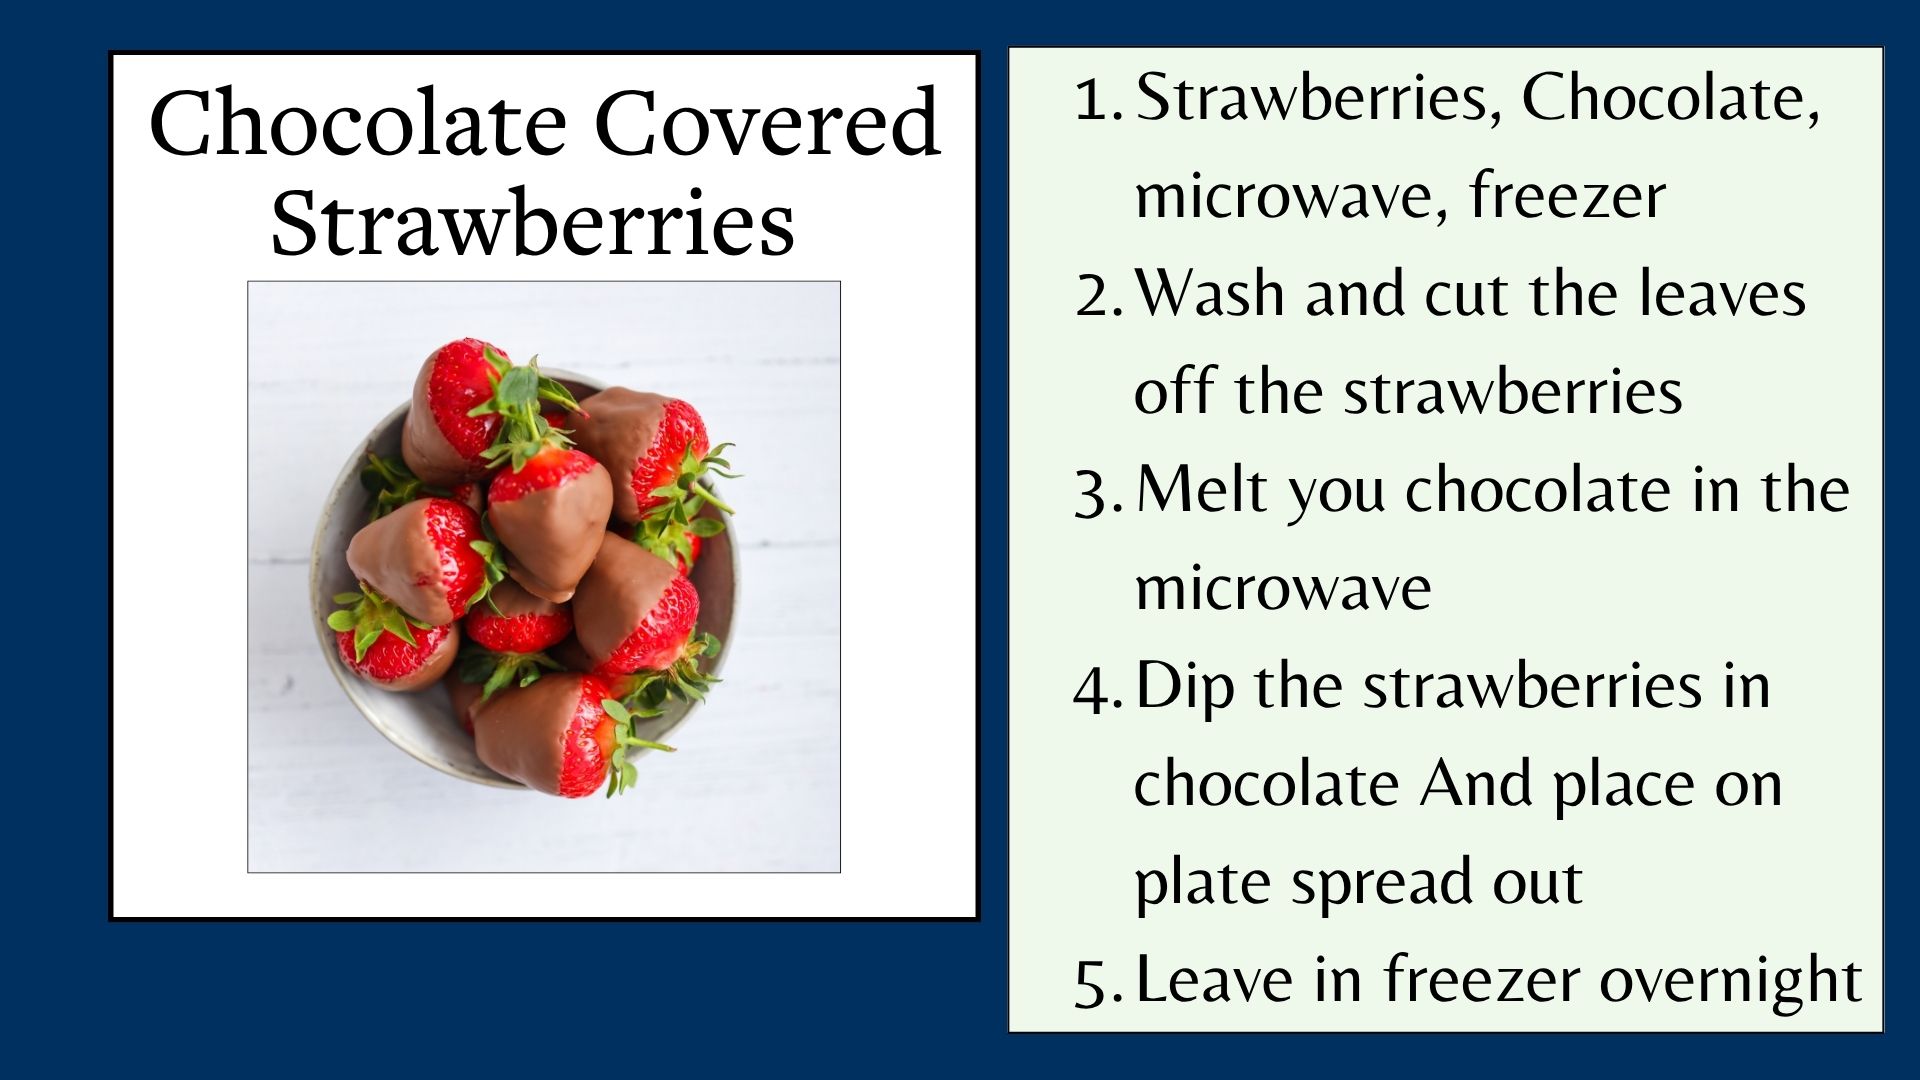 Chocolate Covered
Strawberries
1. Strawberries, Chocolate,
microwave, freezer
2. Wash and cut the leaves
off the strawberries
3. Melt you chocolate in the
microwave
4. Dip the strawberries in
chocolate And place on
plate spread out
5. Leave in freezer overnight